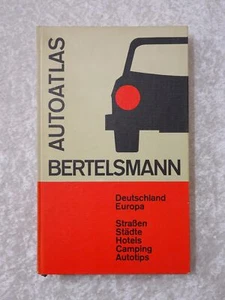 AUTOATLAS
BERTELSMANN
Deutschland
Europa
Straßen
Städte
Hotels
Camping
Autotips